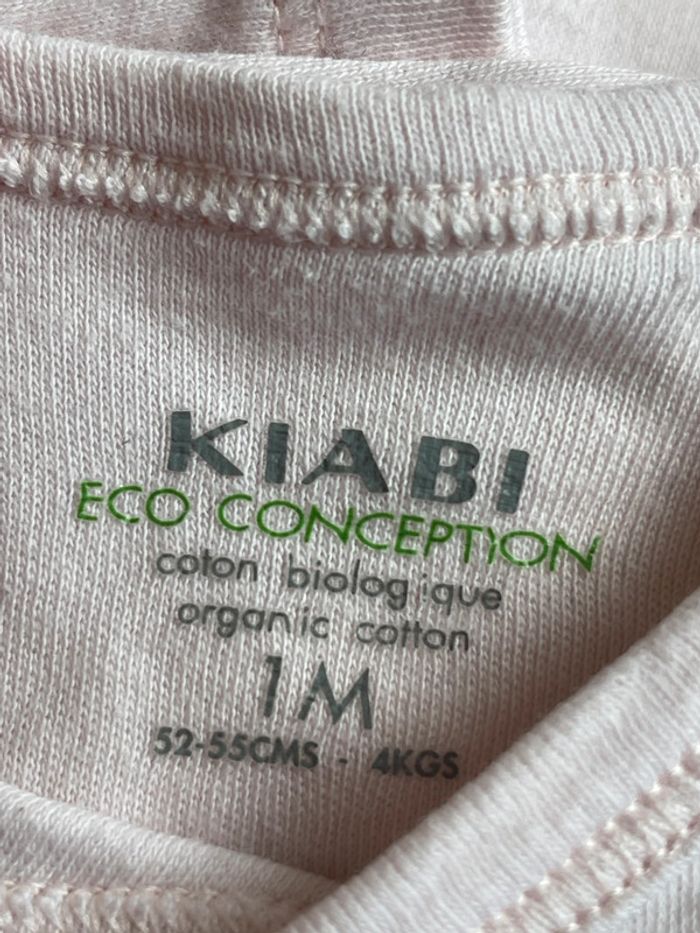 KIABI
ECO CONCEPTION
coton biologique
organic cotton
1M
52-55CMS - 4KGS